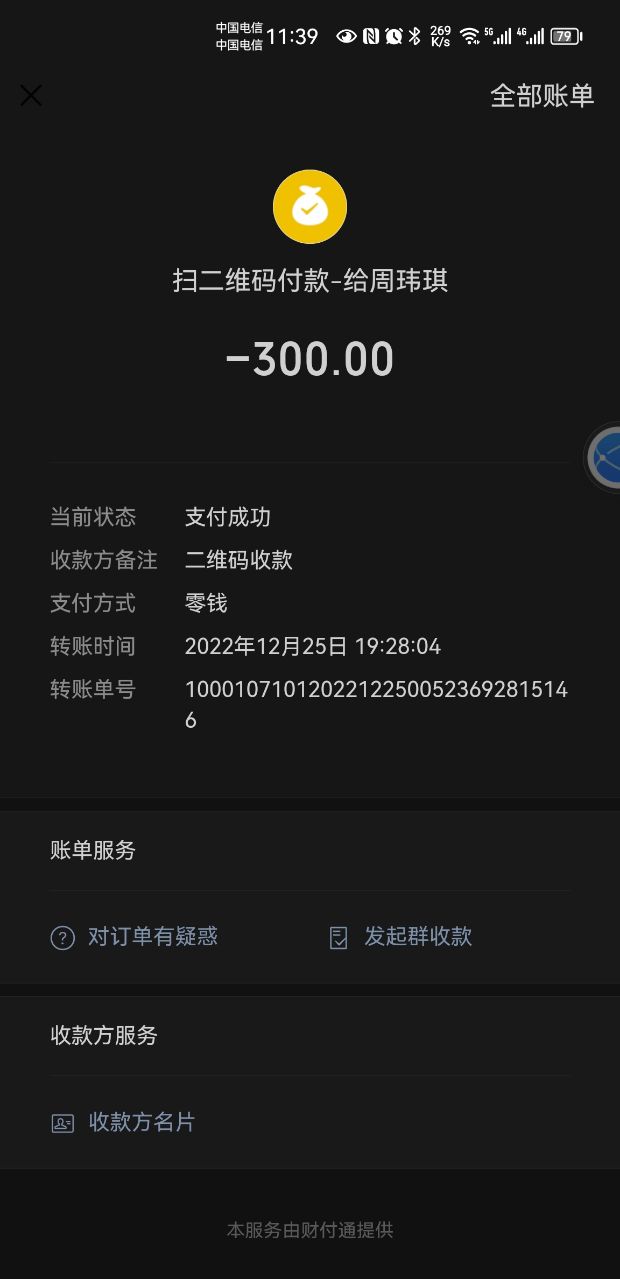 中国电信
中国电信
11:39
269
K/s
5G
4G
79
全部账单
扫二维码付款-给周玮琪
-300.00
当前状态 支付成功
收款方备注 二维码收款
支付方式 零钱
转账时间 2022年12月25日 19:28:04
转账单号 1000107101202212250052369281514
6
账单服务
对订单有疑惑 发起群收款
收款方服务
收款方名片
本服务由财付通提供